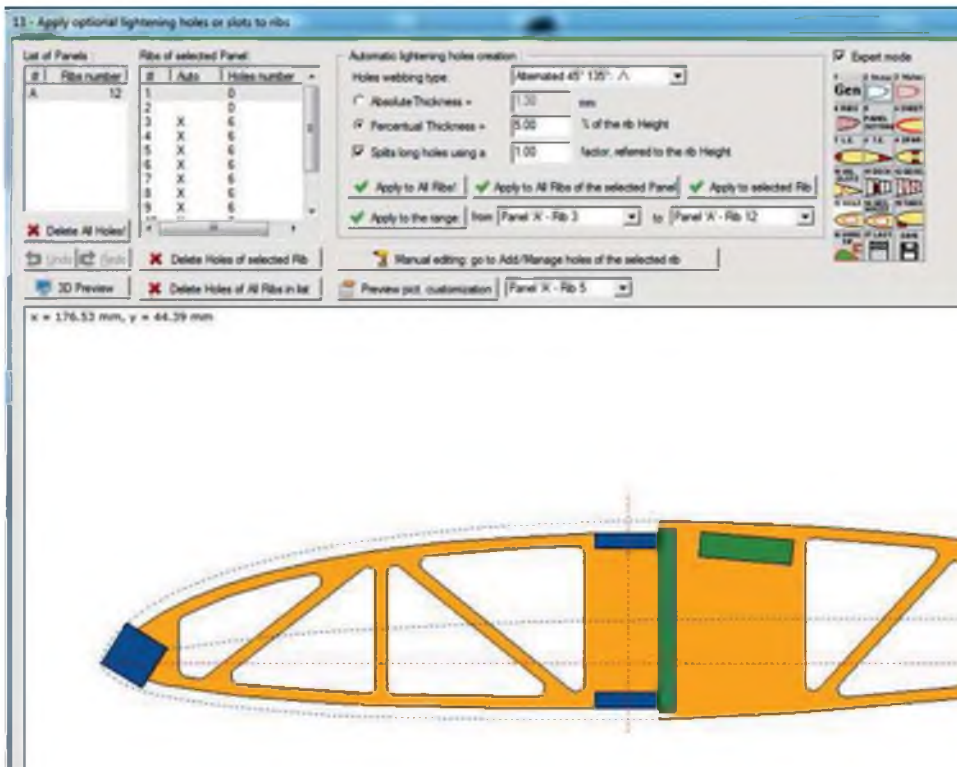 13 - Apply optional lightening holes or slots to ribs
List of Panels :
# Ribs number
A 12
Delete All Holes!
Undo Redo
3D Preview
Ribs of selected Panel:
# Auto Holes number
1 0
2 0
3 X 6
4 X 6
5 X 6
6 X 6
7 X 6
8 X 6
9 X 6
Delete Holes of selected Rib
Delete Holes of All Ribs in list
Automatic lightening holes creation
Holes webbing type: Alternated 45° 135°: /\
Absolute Thickness = 1.30 mm
Percentual Thickness = 5.00 % of the rib Height
Splits long holes using a 1.00 factor, referred to the rib Height
Apply to All Ribs! Apply to All Ribs of the selected Panel Apply to selected Rib
Apply to the range: from Panel 'A' - Rib 3 to Panel 'A' - Rib 12
Manual editing: go to Add/Manage holes of the selected rib
Preview pict. customization Panel 'A' - Rib 5
Expert mode
Gen
x = 176.53 mm, y = 44.39 mm